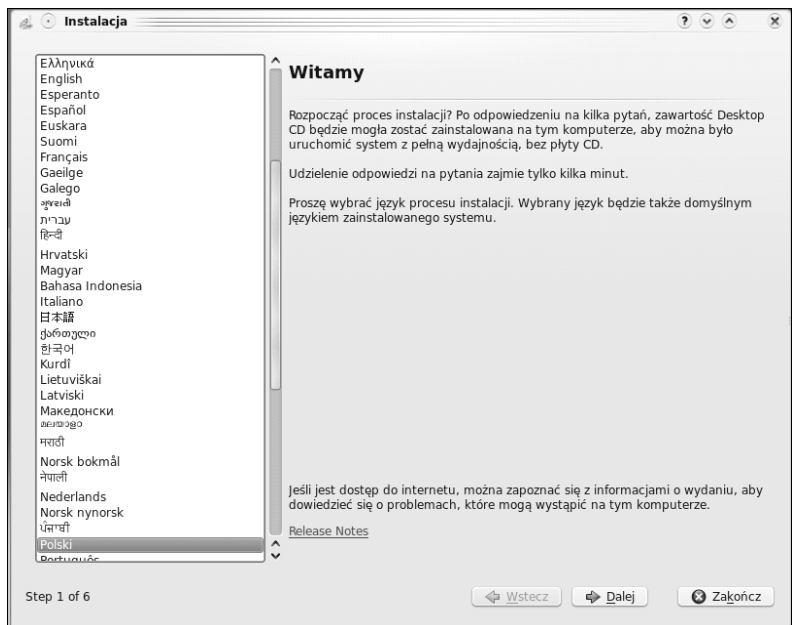 Instalacja
Ελληνικά
English
Esperanto
Español
Euskara
Suomi
Français
Gaeilge
Galego
ગુજરાતી
עברית
हिन्दी
Hrvatski
Magyar
Bahasa Indonesia
Italiano
日本語
ქართული
한국어
Kurdî
Lietuviškai
Latviski
Македонски
മലയാളം
मराठी
Norsk bokmål
नेपाली
Nederlands
Norsk nynorsk
ਪੰਜਾਬੀ
Polski
Português
Witamy
Rozpocząć proces instalacji? Po odpowiedzeniu na kilka pytań, zawartość Desktop
CD będzie mogła zostać zainstalowana na tym komputerze, aby można było
uruchomić system z pełną wydajnością, bez płyty CD.
Udzielenie odpowiedzi na pytania zajmie tylko kilka minut.
Proszę wybrać język procesu instalacji. Wybrany język będzie także domyślnym
językiem zainstalowanego systemu.
Jeśli jest dostęp do internetu, można zapoznać się z informacjami o wydaniu, aby
dowiedzieć się o problemach, które mogą wystąpić na tym komputerze.
Release Notes
Step 1 of 6
Wstecz
Dalej
Zakończ